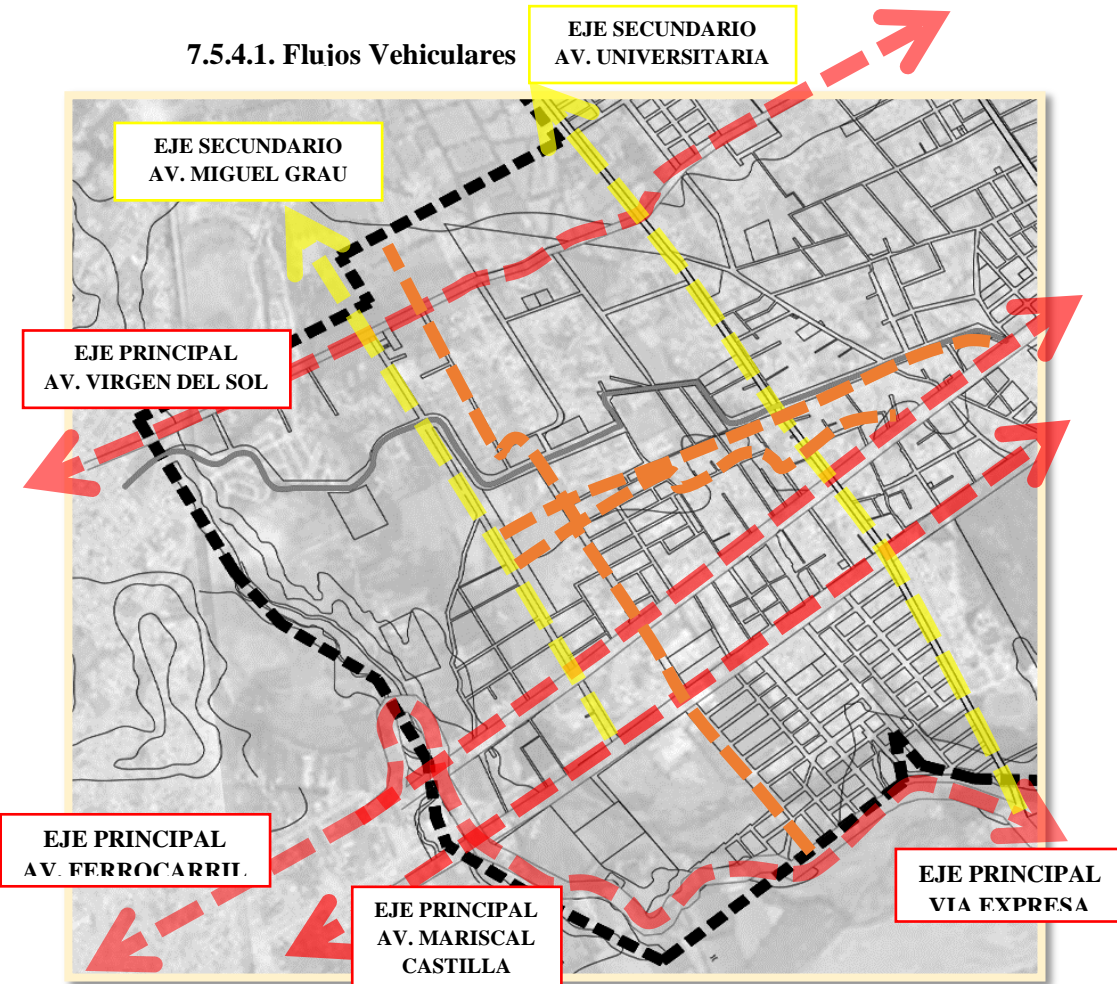 7.5.4.1. Flujos Vehiculares
EJE SECUNDARIO
AV. UNIVERSITARIA
EJE SECUNDARIO
AV. MIGUEL GRAU
EJE PRINCIPAL
AV. VIRGEN DEL SOL
EJE PRINCIPAL
AV. FERROCARRIL
EJE PRINCIPAL
AV. MARISCAL
CASTILLA
EJE PRINCIPAL
VIA EXPRESA